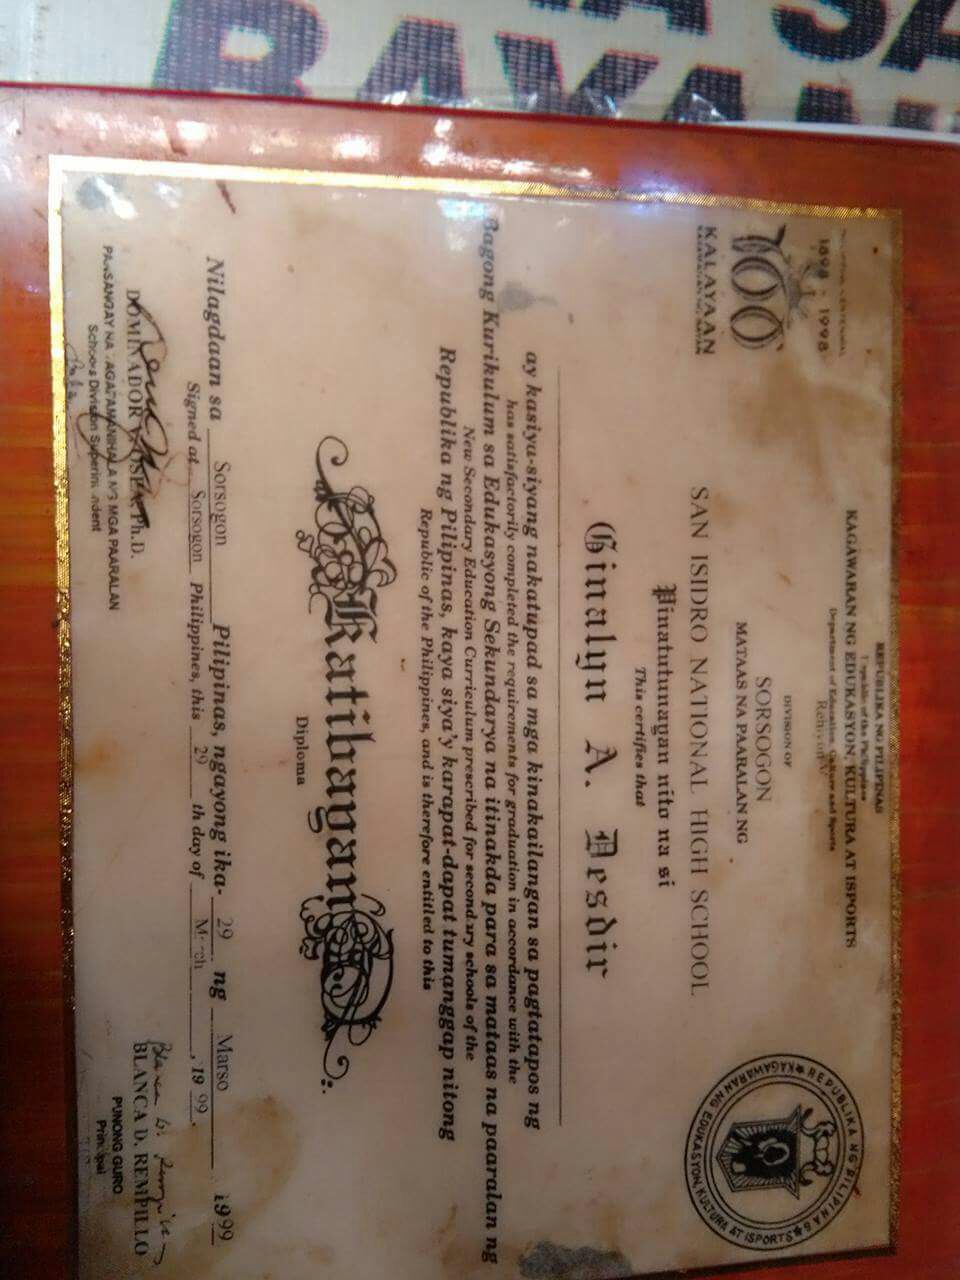 BAYAN
1898 - 1998
100
KALAYAAN
REPUBLIKA NG PILIPINAS
Republic of the Philippines
KAGAWARAN NG EDUKASYON, KULTURA AT ISPORTS
Department of Education Culture and Sports
DIVISION OF
SORSOGON
MATAAS NA PAARALAN NG
SAN ISIDRO NATIONAL HIGH SCHOOL
Pinatutunayan nito na si
This certifies that
Ginalyn A. Desdir
ay kasiya-siyang nakatupad sa mga kinakailangan sa pagtatapos ng
has satisfactorily completed the requirements for graduation in accordance with the
Bagong Kurikulum sa Edukasyong Sekundarya na itinakda para sa mataas na paaralan ng
New Secondary Education Curriculum prescribed for secondary schools of the
Republika ng Pilipinas, kaya siya'y karapat-dapat tumanggap nitong
Republic of the Philippines, and is therefore entitled to this
Katibayan
Diploma
Nilagdaan sa Sorsogon Pilipinas, ngayong ika- 29 ng Marso 1999
Signed at Sorsogon Philippines, this 29 th day of March, 1999.
DOMINADOR Ph.D.
PANSANGAY NA TAGAPAMANIHALA NG MGA PAARALAN
Schools Division Superintendent
BLANCA D. REMPILLO
PUNONG GURO
Principal
REPUBLIKA NG PILIPINAS
KAGAWARAN NG EDUKASYON, KULTURA AT ISPORTS